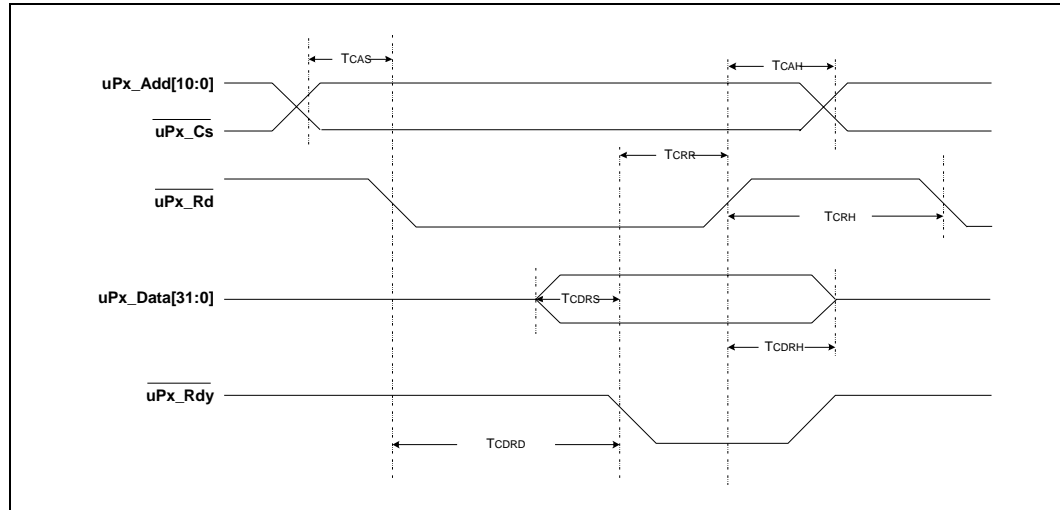 TCAS
TCAH
uPx_Add[10:0]
uPx_Cs
TCRR
uPx_Rd
TCRH
uPx_Data[31:0]
TCDRS
TCDRH
uPx_Rdy
TCDRD